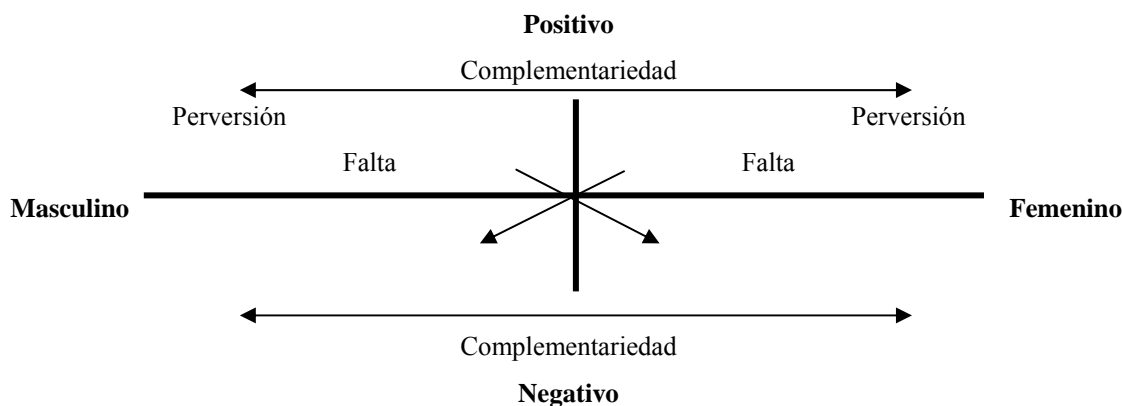 Positivo
Complementariedad
Perversión Perversión
Falta Falta
Masculino Femenino
Complementariedad
Negativo